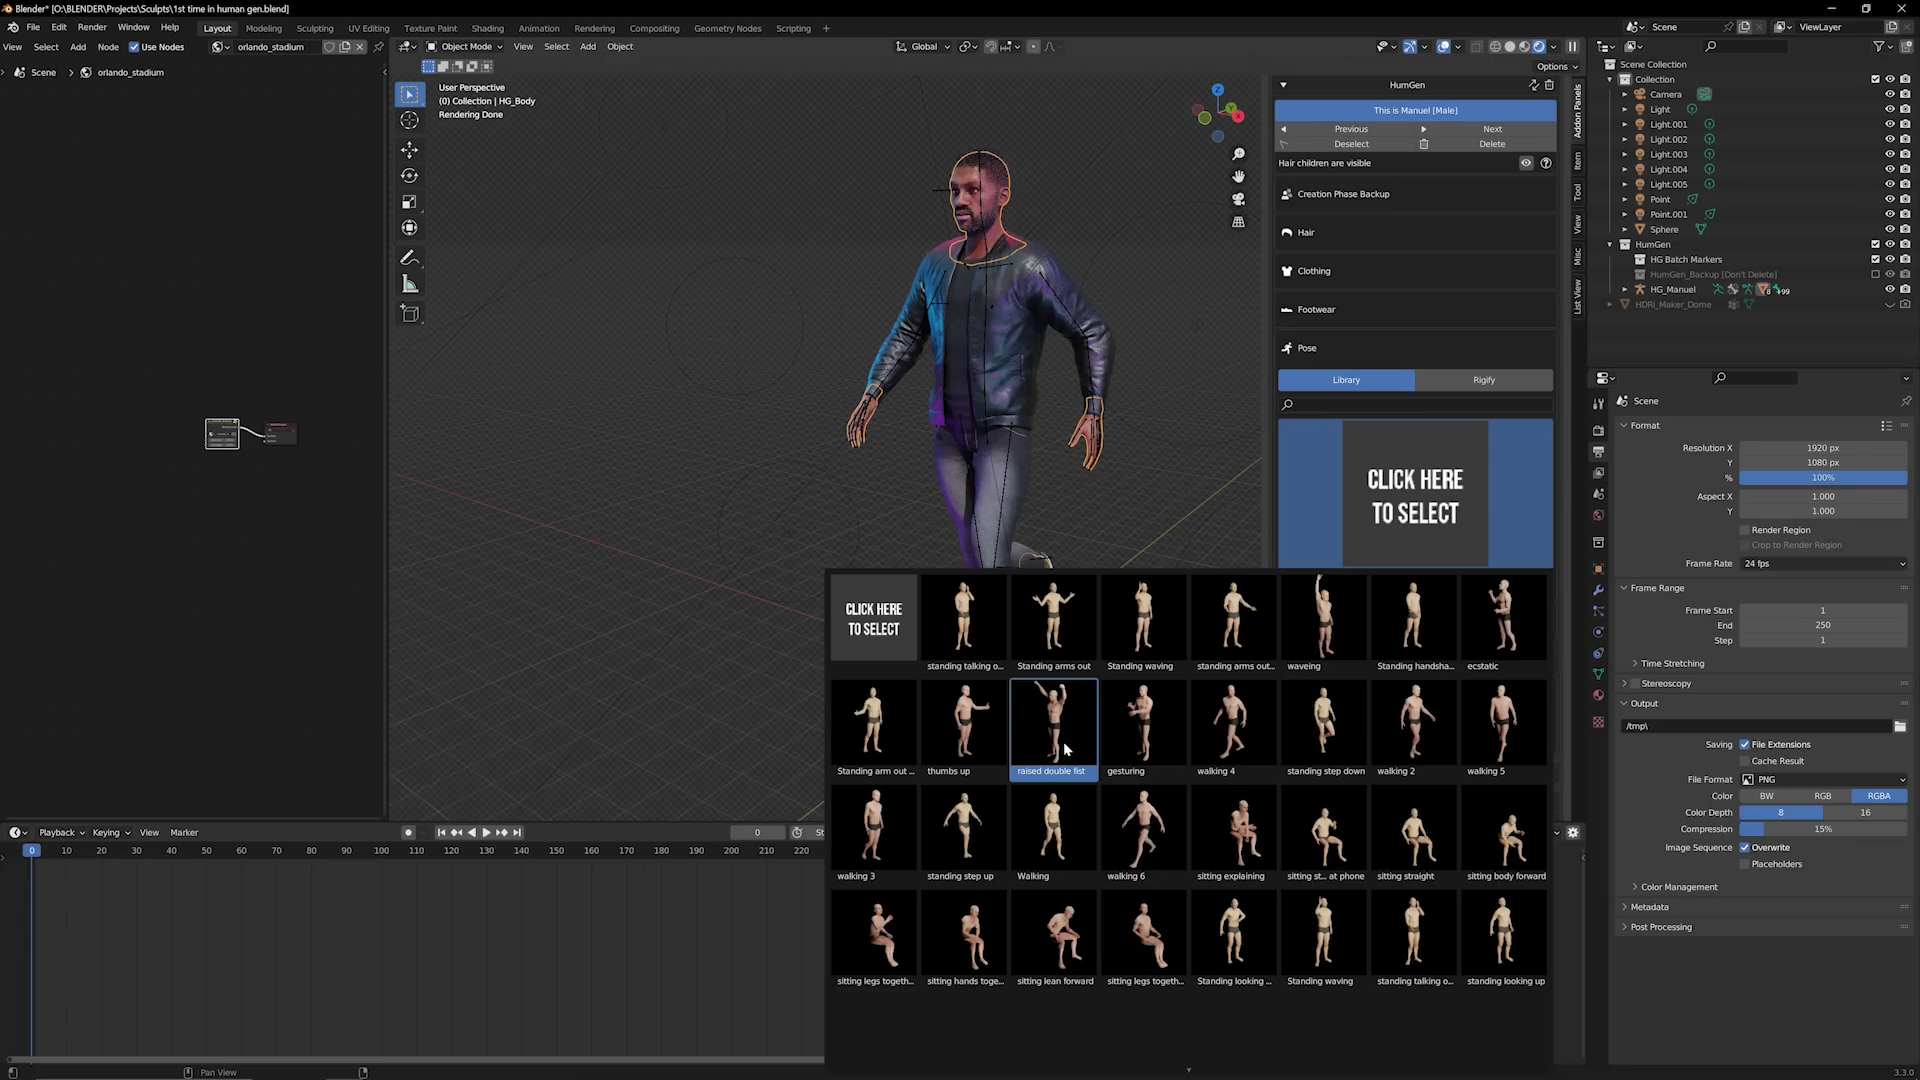 Blender* [O:\BLENDER\Projects\Sculpts\1st time in human gen.blend]
File Edit Render Window Help Layout Modeling Sculpting UV Editing Texture Paint Shading Animation Rendering Compositing Geometry Nodes Scripting + Scene ViewLayer
View Select Add Node Use Nodes orlando_stadium Object Mode View Select Add Object Global
Options
Scene > orlando_stadium
User Perspective
(0) Collection | HG_Body
Rendering Done
Z
Y
X
HumGen
This is Manuel [Male]
Previous Next
Deselect Delete
Hair children are visible
Creation Phase Backup
Hair
Clothing
Footwear
Pose
Library Rigify
CLICK HERE
TO SELECT
Addon Panels
Item
Tool
View
Misc
List View
CLICK HERE
TO SELECT
standing talking o... Standing arms out Standing waving standing arms out... waveing Standing handsha... ecstatic
Standing arm out ... thumbs up raised double fist gesturing walking 4 standing step down walking 2 walking 5
walking 3 standing step up Walking walking 6 sitting explaining sitting st... at phone sitting straight sitting body forward
sitting legs togeth... sitting hands toge... sitting lean forward sitting legs togeth... Standing looking ... Standing waving standing talking o... standing looking up
Scene Collection
Collection
Camera
Light
Light.001
Light.002
Light.003
Light.004
Light.005
Point
Point.001
Sphere
HumGen
HG Batch Markers
HumGen_Backup [Don't Delete]
HG_Manuel 8 +99
HDRi_Maker_Dome
Scene
Format
Resolution X 1920 px
Y 1080 px
% 100%
Aspect X 1.000
Y 1.000
Render Region
Crop to Render Region
Frame Rate 24 fps
Frame Range
Frame Start 1
End 250
Step 1
Time Stretching
Stereoscopy
Output
/tmp\
Saving File Extensions
Cache Result
File Format PNG
Color BW RGB RGBA
Color Depth 8 16
Compression 15%
Image Sequence Overwrite
Placeholders
Color Management
Metadata
Post Processing
Playback Keying View Marker 0 St
0 10 20 30 40 50 60 70 80 90 100 110 120 130 140 150 160 170 180 190 200 210 220
Pan View
3.3.0